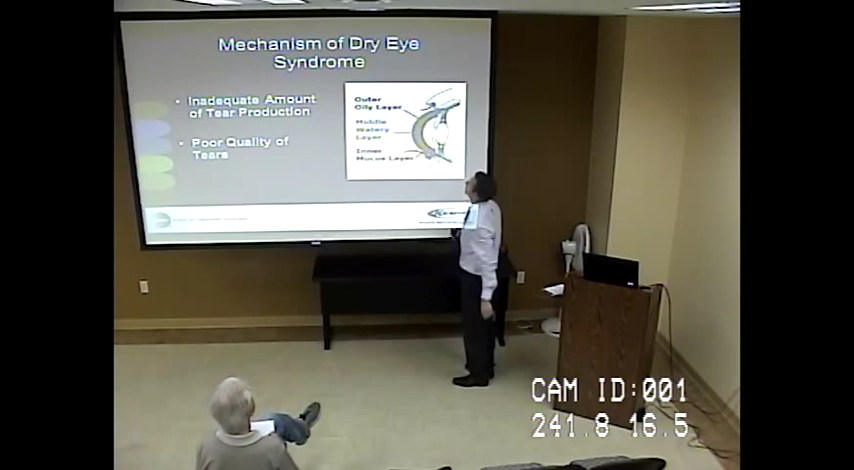 Mechanism of Dry Eye
Syndrome
• Inadequate Amount
of Tear Production
• Poor Quality of
Tears
Outer
Oily Layer
Middle
Watery
Layer
Inner
Mucus Layer
CAM ID:001
241.8 16.5